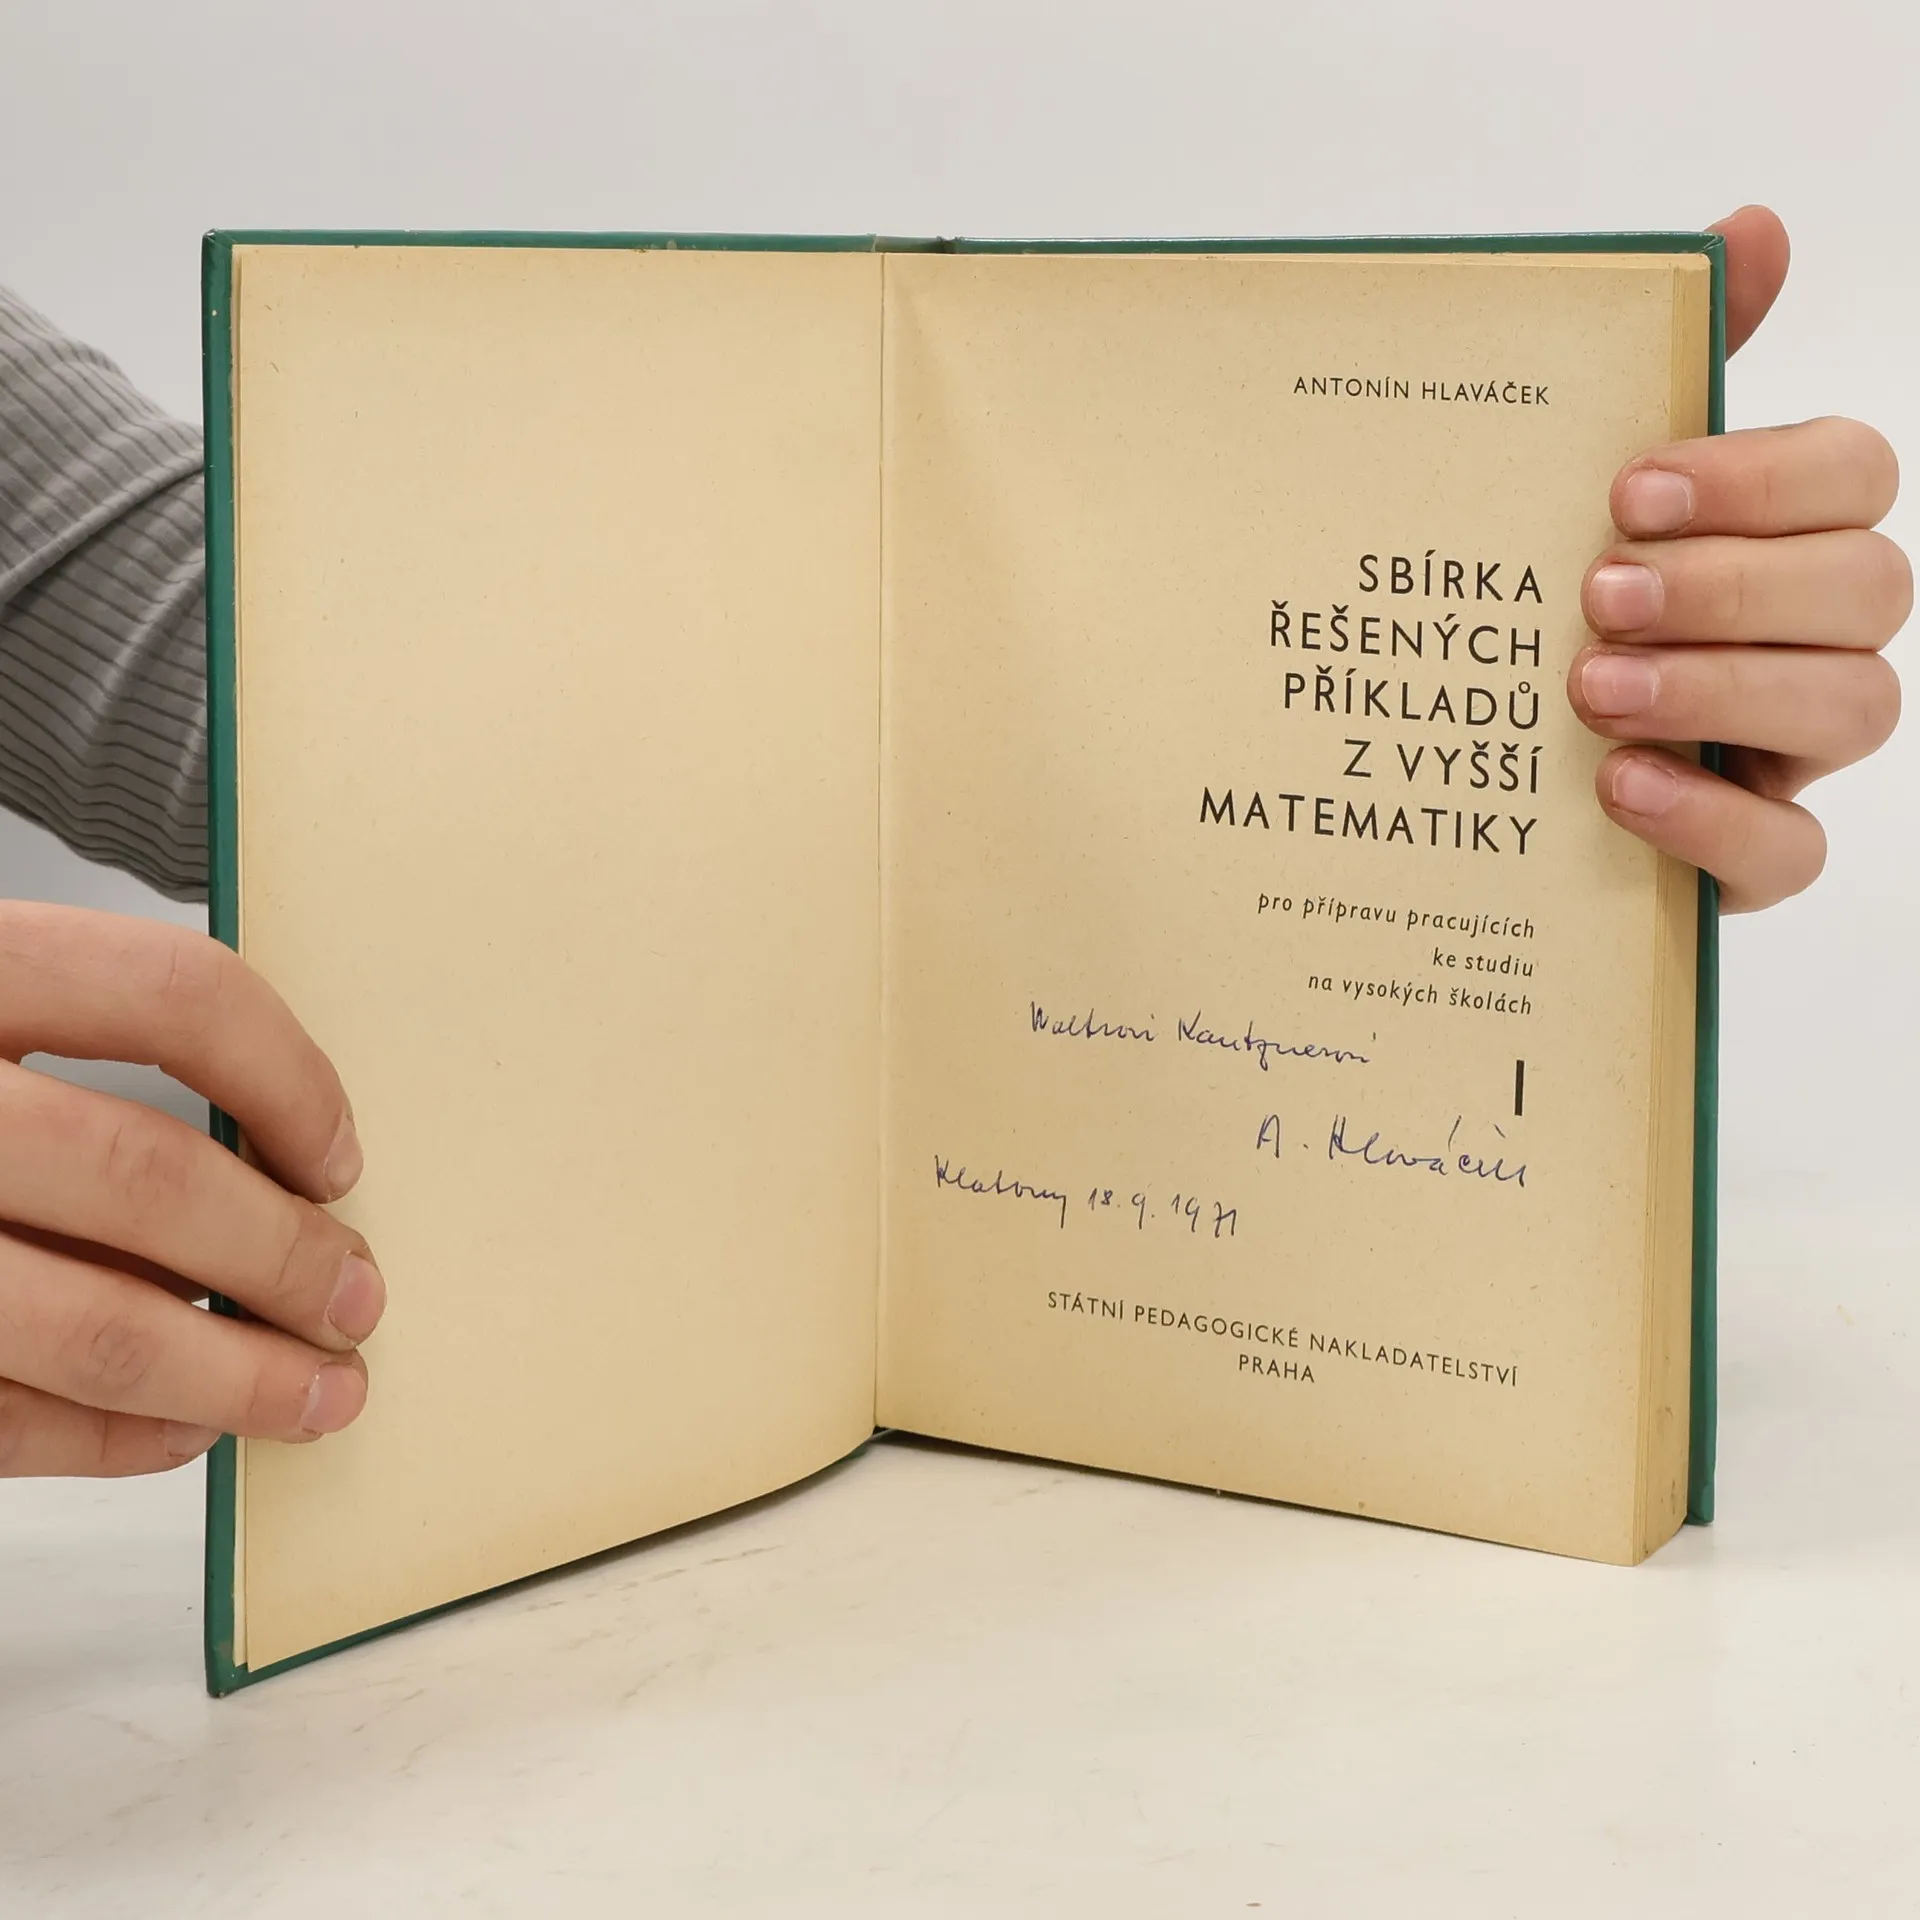 ANTONÍN HLAVÁČEK
SBÍRKA
ŘEŠENÝCH
PŘÍKLADŮ
Z VYŠŠÍ
MATEMATIKY
pro přípravu pracujících
ke studiu
na vysokých školách
Waltrovi Kautznerovi
I
A. Hlaváček
Klatovy 18. 9. 1971
STÁTNÍ PEDAGOGICKÉ NAKLADATELSTVÍ
PRAHA